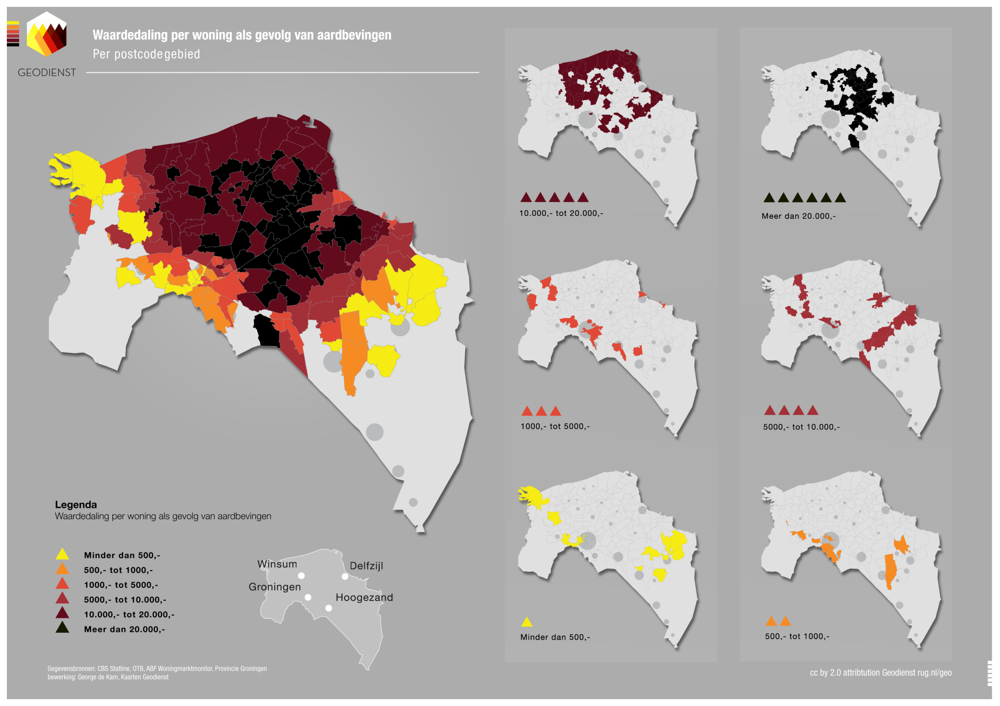 Waardedaling per woning als gevolg van aardbevingen
Per postcodegebied
GEODIENST
10.000,- tot 20.000,-
Meer dan 20.000,-
1000,- tot 5000,-
5000,- tot 10.000,-
Minder dan 500,-
500,- tot 1000,-
Legenda
Waardedaling per woning als gevolg van aardbevingen
Minder dan 500,-
500,- tot 1000,-
1000,- tot 5000,-
5000,- tot 10.000,-
10.000,- tot 20.000,-
Meer dan 20.000,-
Winsum
Delfzijl
Groningen
Hoogezand
Gegevensbronnen: CBS Statline, OTB, ABF Woningmarktmonitor, Provincie Groningen
bewerking: George de Kam, Kaarten Geodienst
cc by 2.0 attribtution Geodienst rug.nl/geo